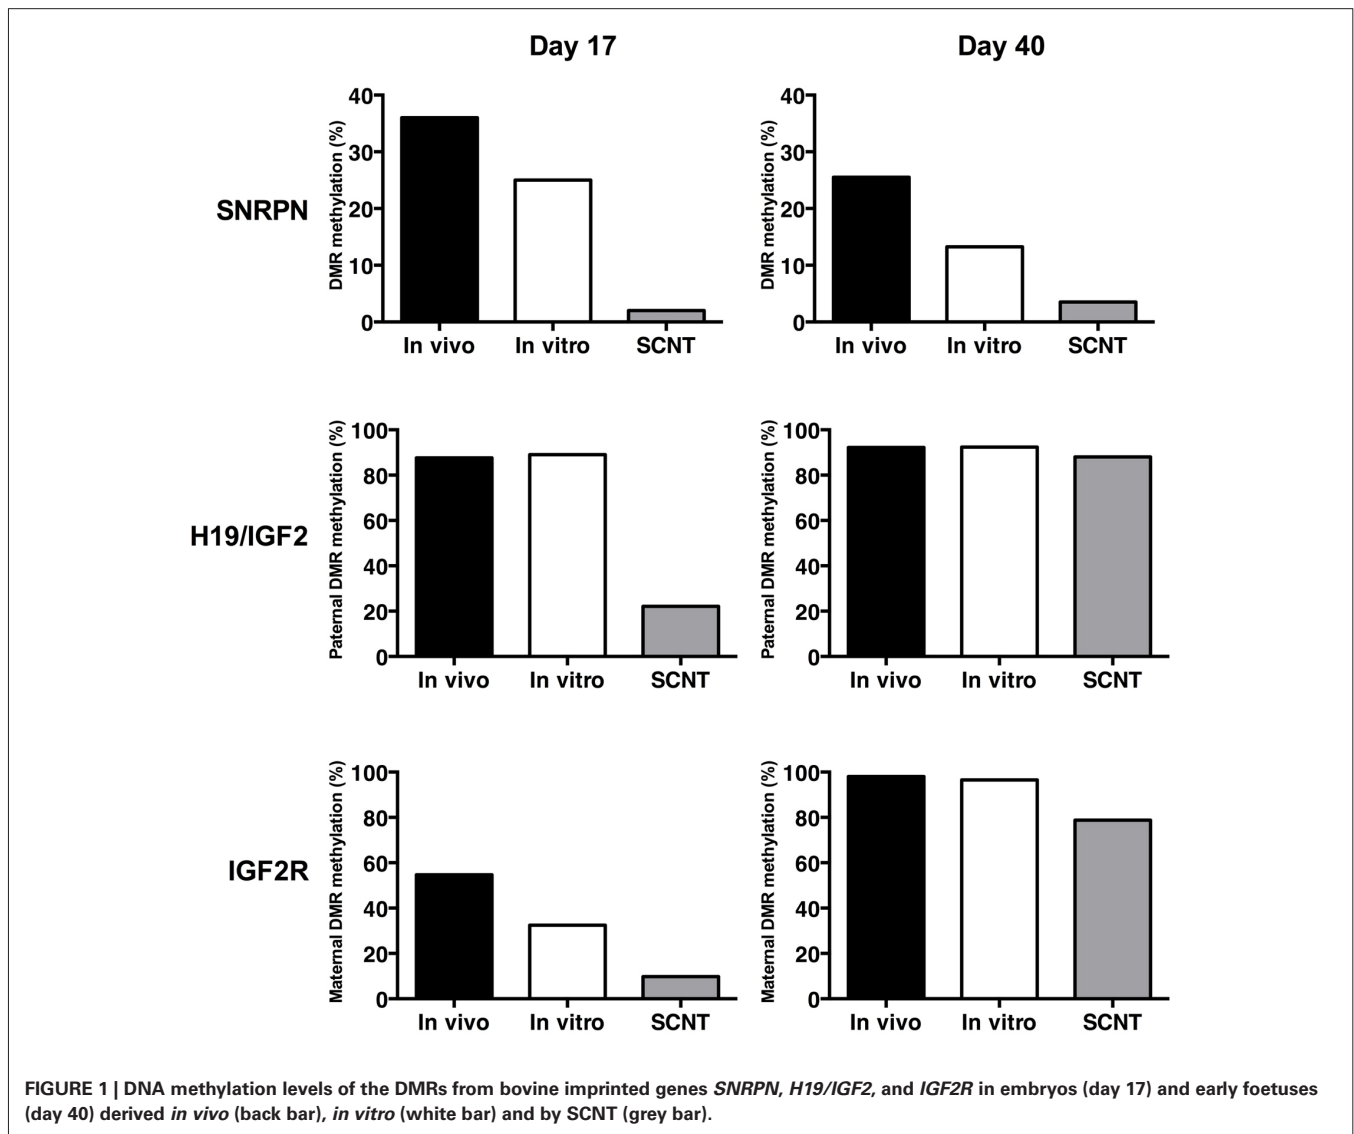 Day 17
Day 40
SNRPN
DMR methylation (%)
40
30
20
10
0
In vivo In vitro SCNT
DMR methylation (%)
40
30
20
10
0
In vivo In vitro SCNT
H19/IGF2
Paternal DMR methylation (%)
100
80
60
40
20
0
In vivo In vitro SCNT
Paternal DMR methylation (%)
100
80
60
40
20
0
In vivo In vitro SCNT
IGF2R
Maternal DMR methylation (%)
100
80
60
40
20
0
In vivo In vitro SCNT
Maternal DMR methylation (%)
100
80
60
40
20
0
In vivo In vitro SCNT
FIGURE 1 | DNA methylation levels of the DMRs from bovine imprinted genes SNRPN, H19/IGF2, and IGF2R in embryos (day 17) and early foetuses
(day 40) derived in vivo (back bar), in vitro (white bar) and by SCNT (grey bar).